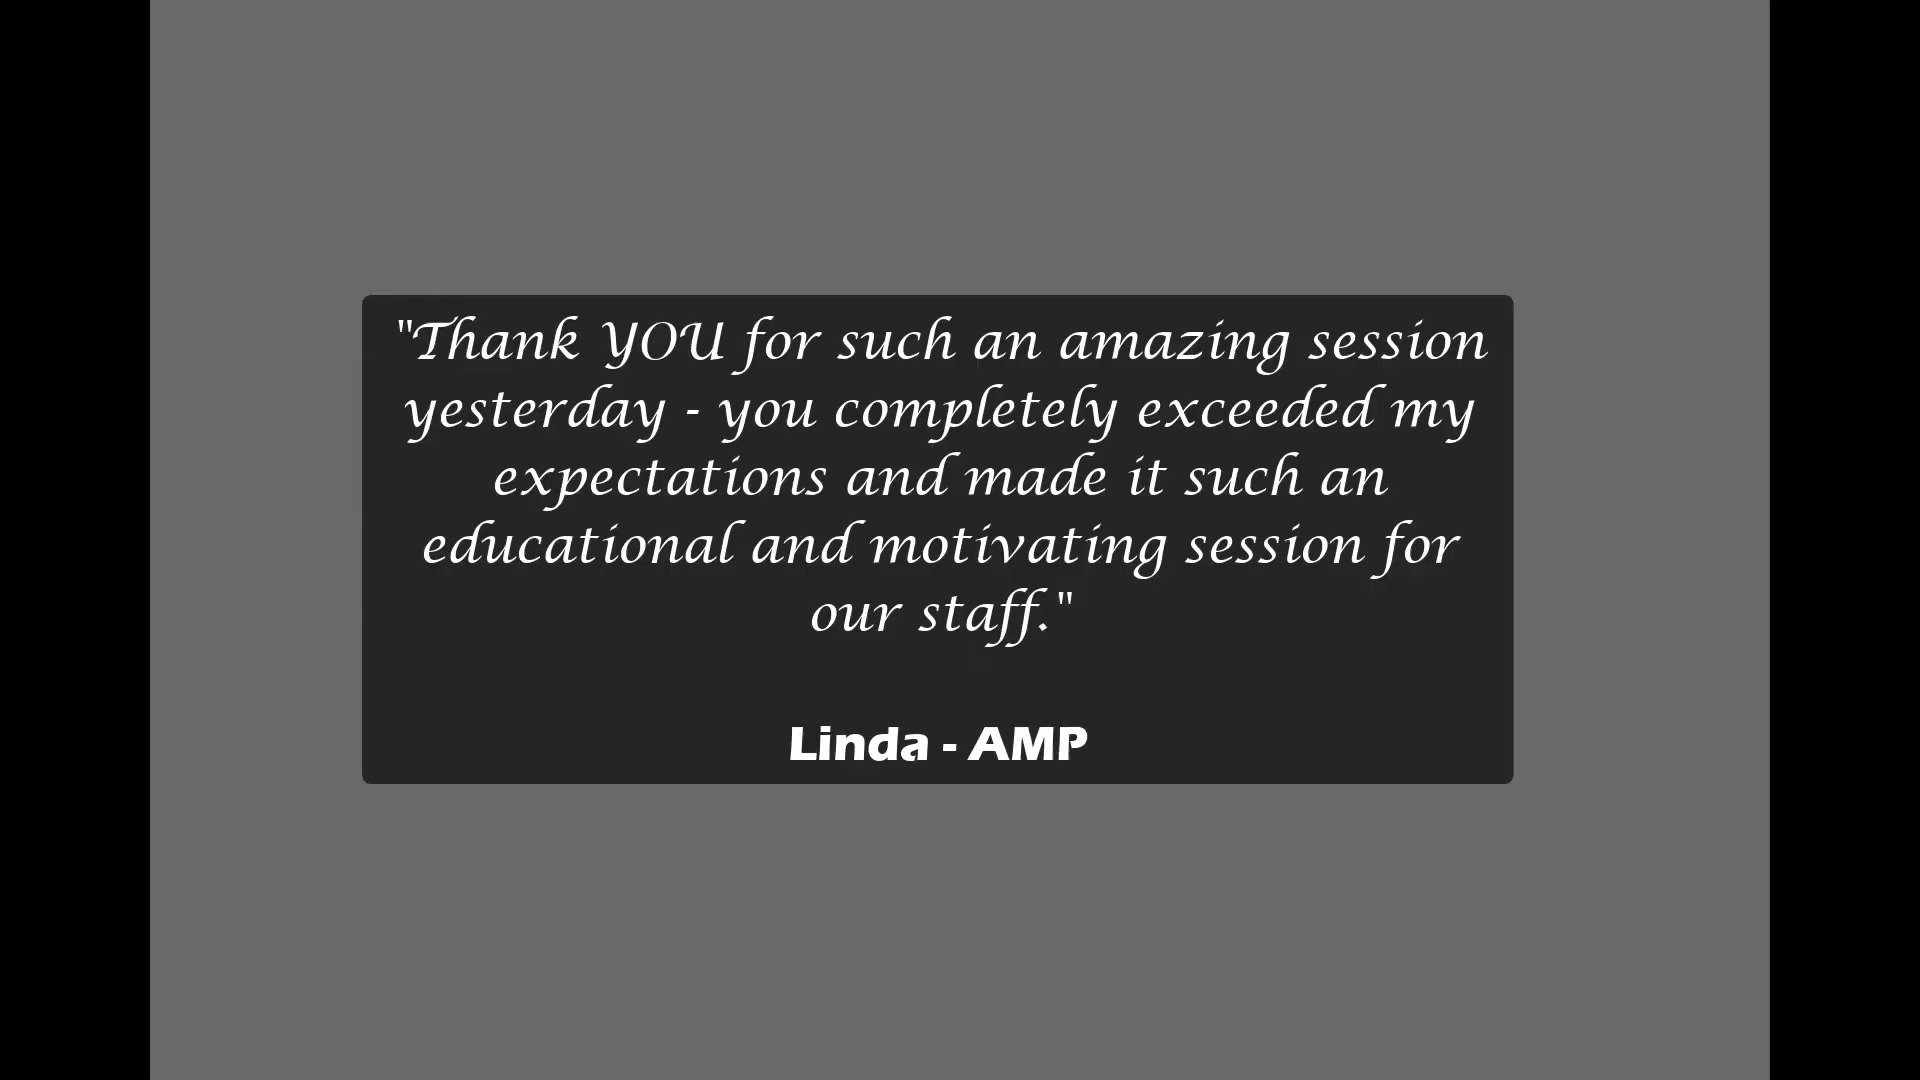 "Thank YOU for such an amazing session
yesterday - you completely exceeded my
expectations and made it such an
educational and motivating session for
our staff."
Linda - AMP